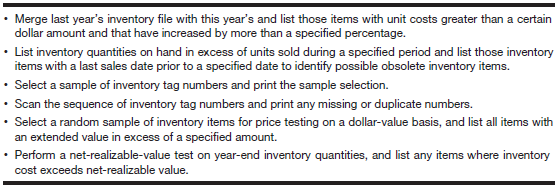 • Merge last year's inventory file with this year's and list those items with unit costs greater than a certain
dollar amount and that have increased by more than a specified percentage.
• List inventory quantities on hand in excess of units sold during a specified period and list those inventory
items with a last sales date prior to a specified date to identify possible obsolete inventory items.
• Select a sample of inventory tag numbers and print the sample selection.
• Scan the sequence of inventory tag numbers and print any missing or duplicate numbers.
• Select a random sample of inventory items for price testing on a dollar-value basis, and list all items with
an extended value in excess of a specified amount.
• Perform a net-realizable-value test on year-end inventory quantities, and list any items where inventory
cost exceeds net-realizable value.